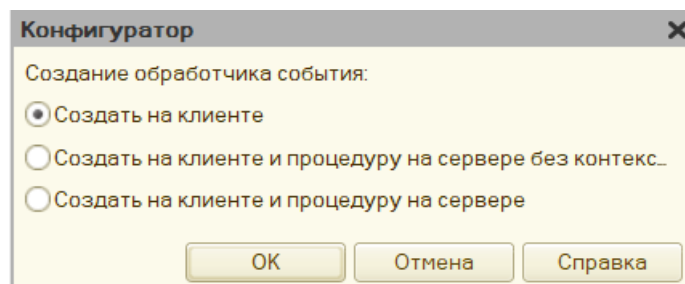 Конфигуратор
Создание обработчика события:
Создать на клиенте
Создать на клиенте и процедуру на сервере без контекс...
Создать на клиенте и процедуру на сервере
OK Отмена Справка